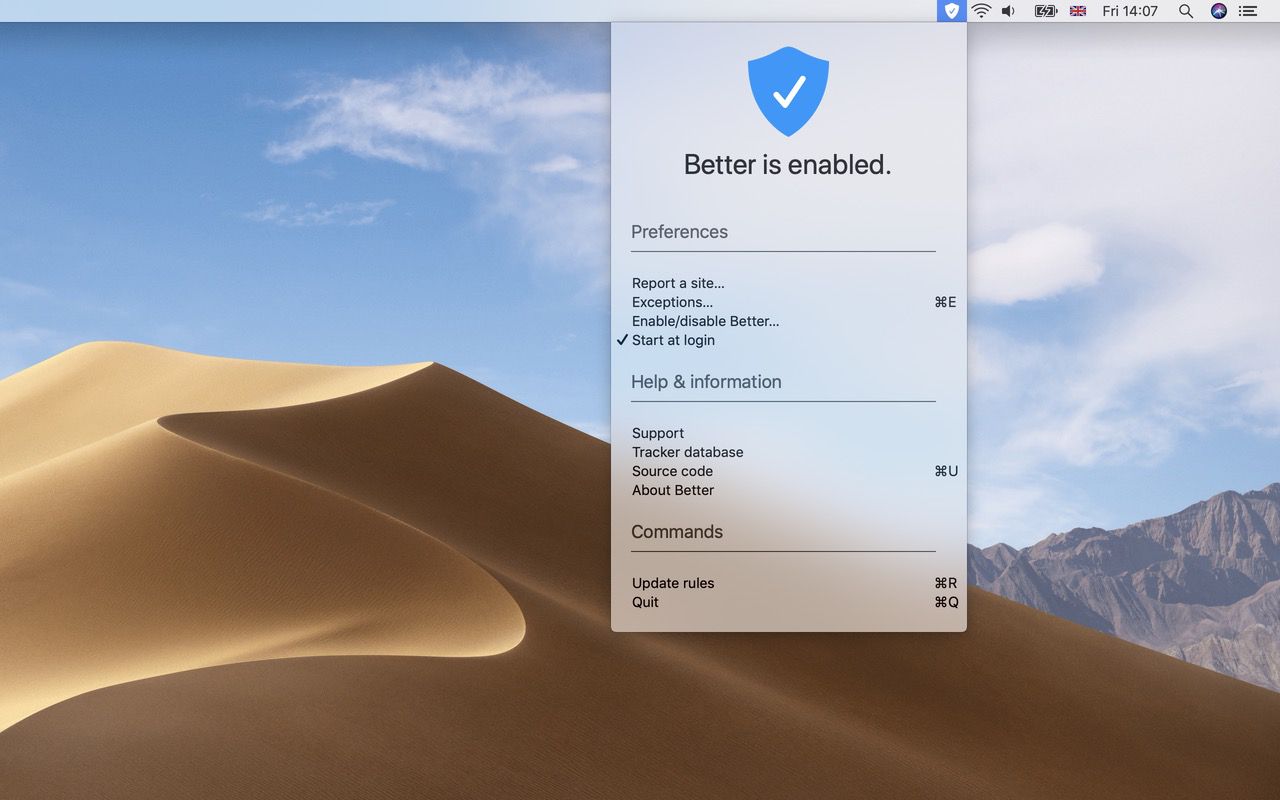 Fri 14:07
Better is enabled.
Preferences
Report a site...
Exceptions... ⌘E
Enable/disable Better...
✓ Start at login
Help & information
Support
Tracker database
Source code ⌘U
About Better
Commands
Update rules ⌘R
Quit ⌘Q